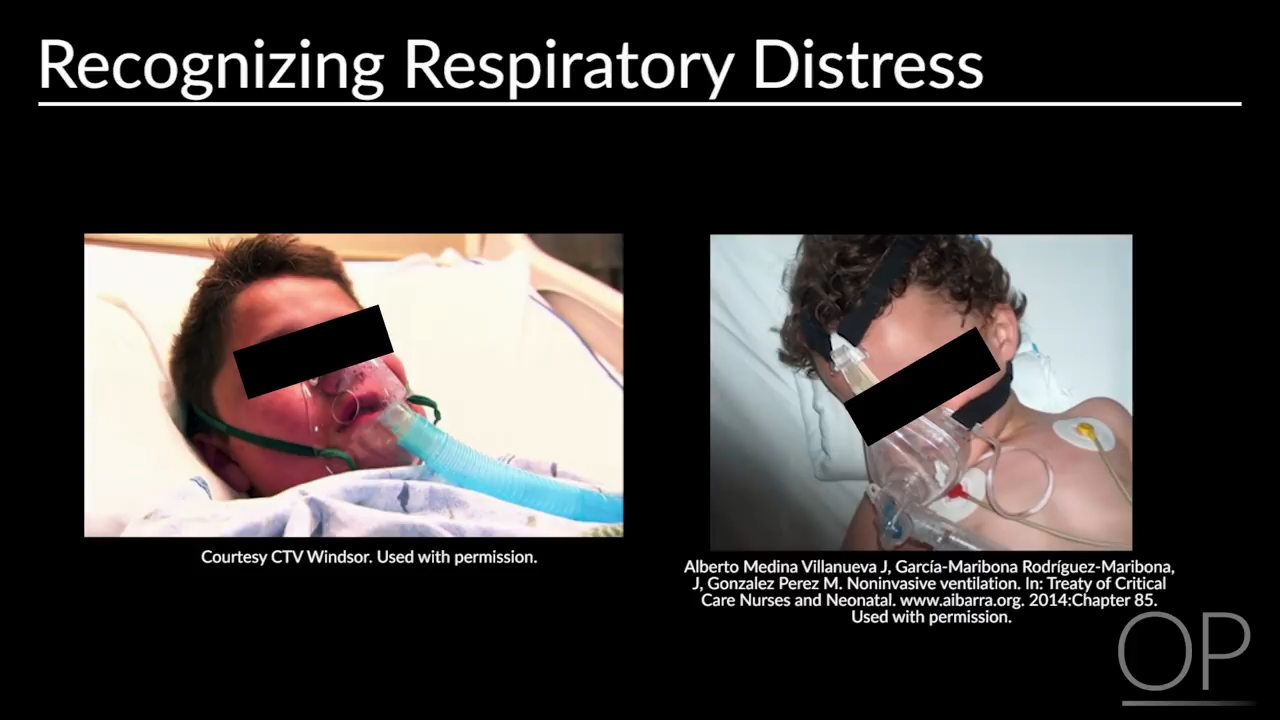 Recognizing Respiratory Distress
Courtesy CTV Windsor. Used with permission.
Alberto Medina Villanueva J, García-Maribona Rodríguez-Maribona,
J, Gonzalez Perez M. Noninvasive ventilation. In: Treaty of Critical
Care Nurses and Neonatal. www.aibarra.org. 2014:Chapter 85.
Used with permission.
OP